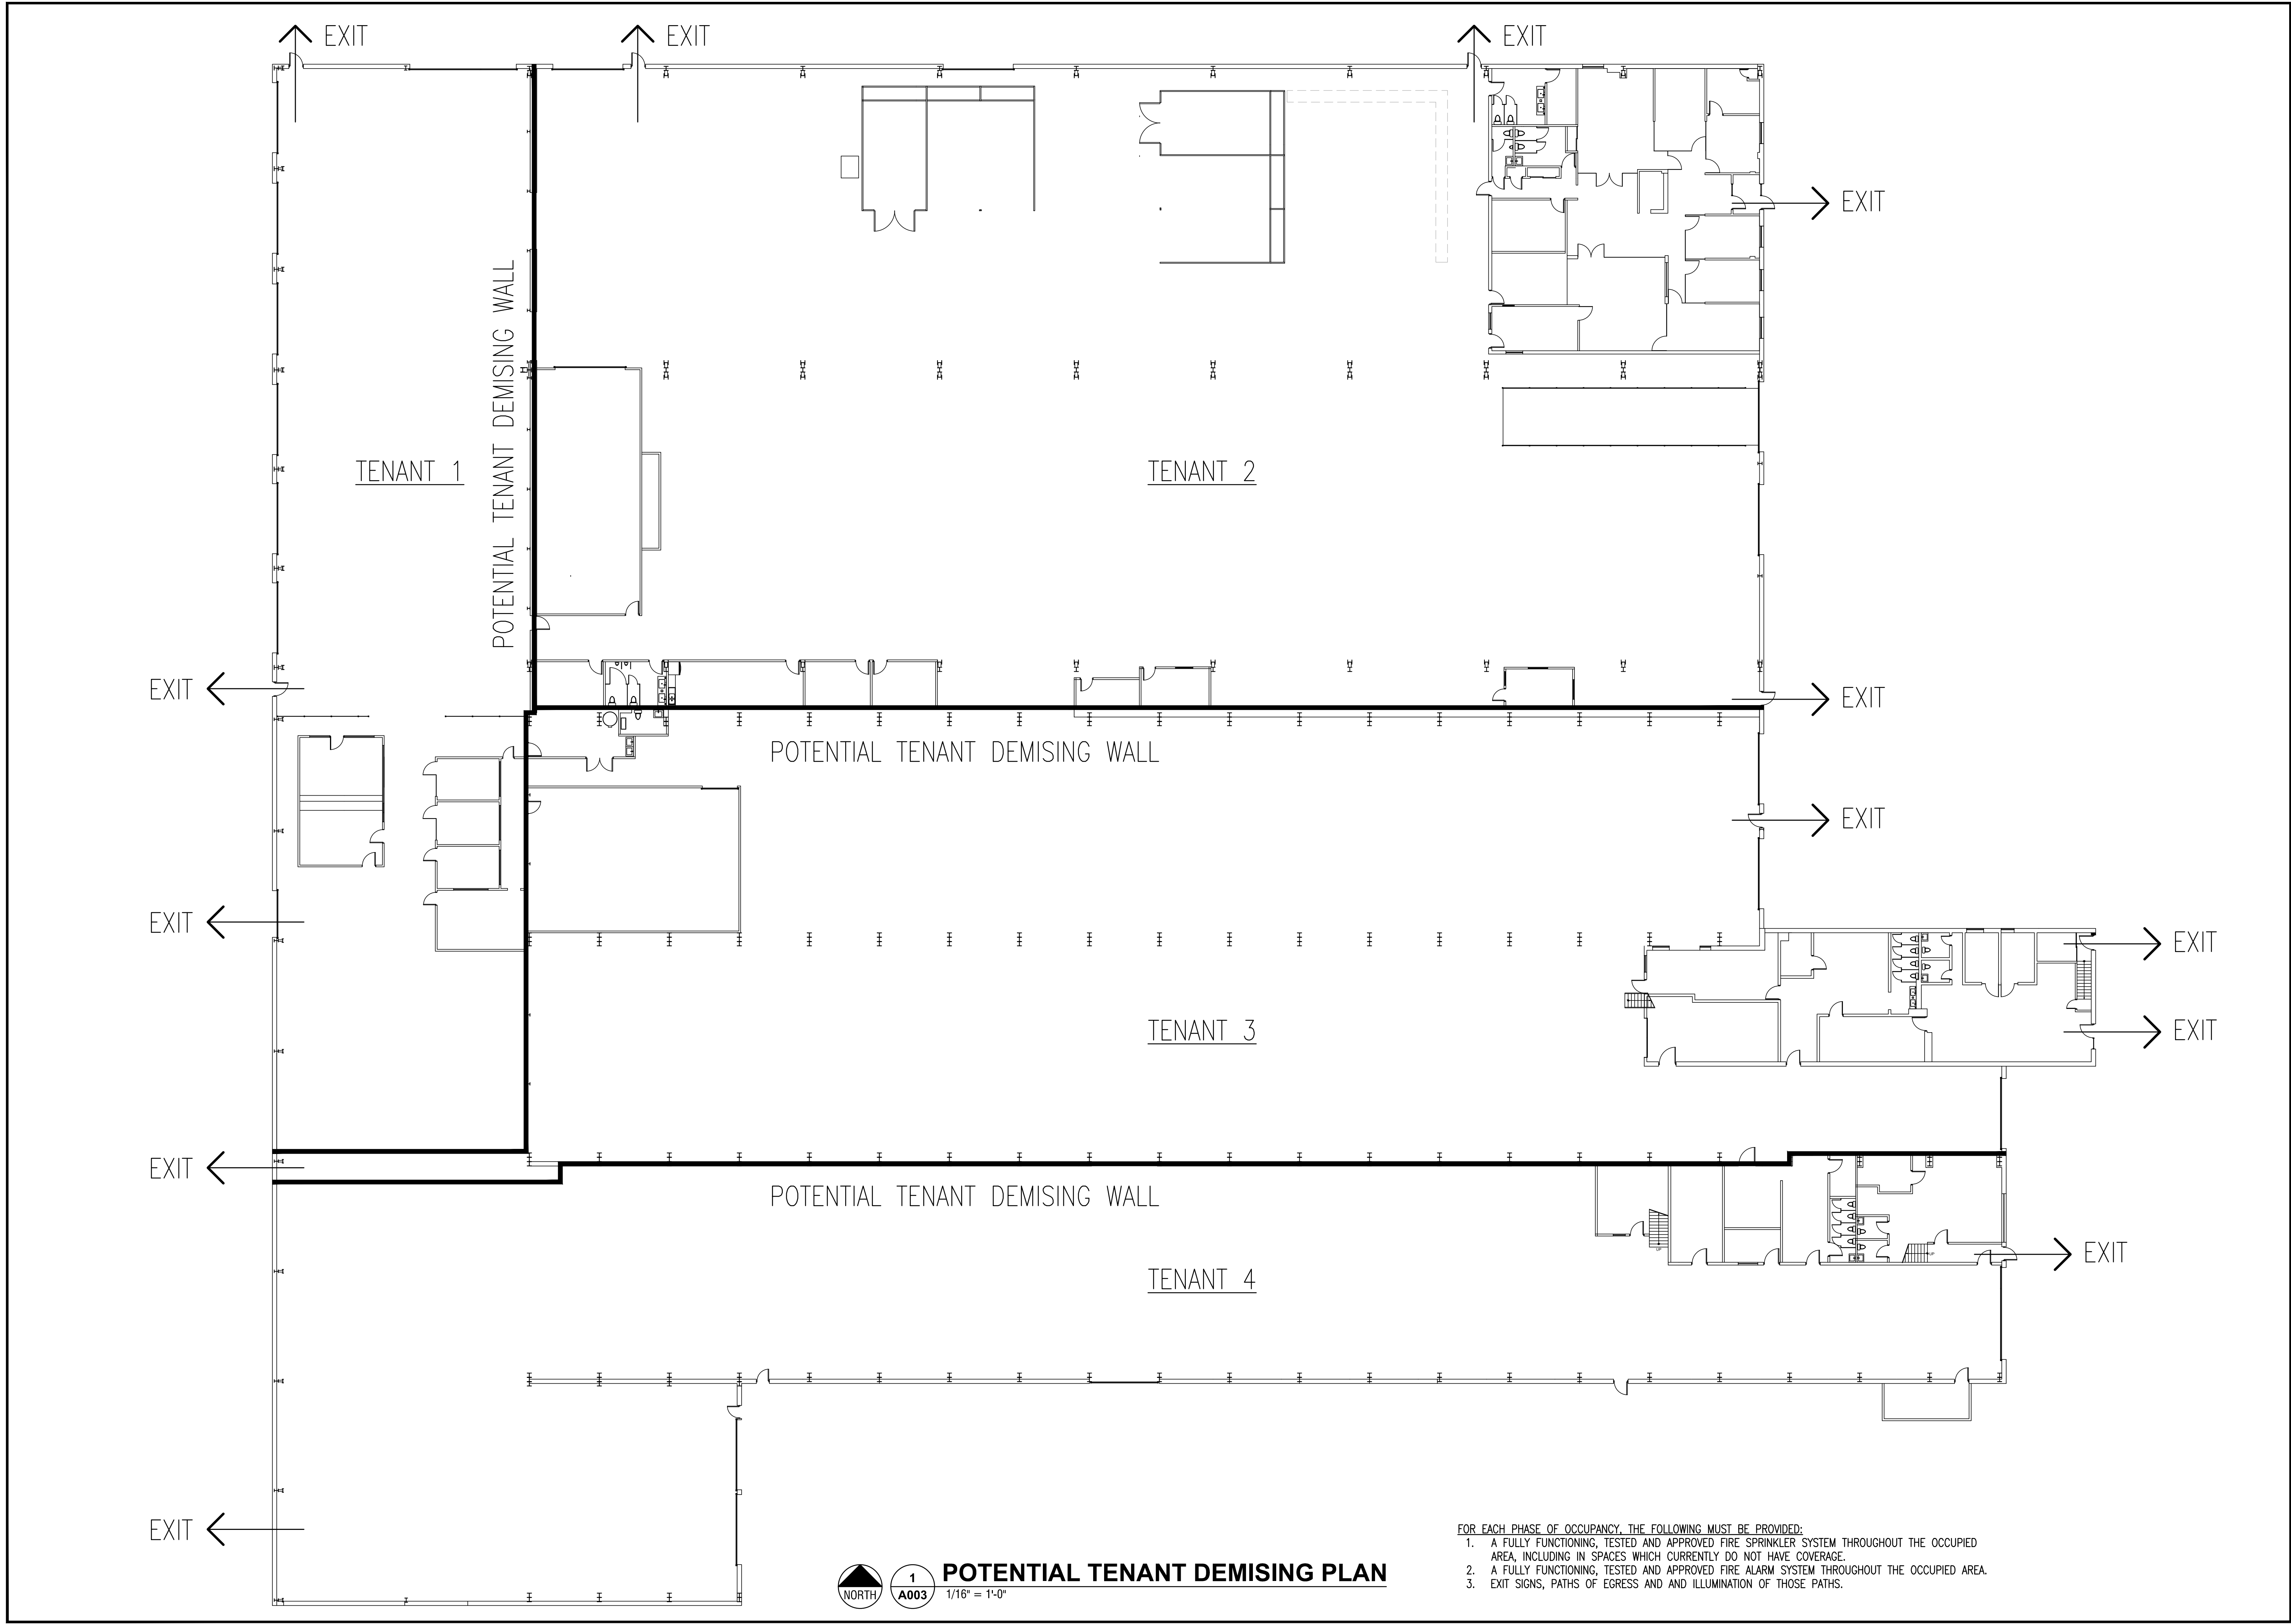 EXIT
EXIT
EXIT
EXIT
POTENTIAL TENANT DEMISING WALL
TENANT 1
TENANT 2
EXIT
EXIT
POTENTIAL TENANT DEMISING WALL
EXIT
EXIT
EXIT
TENANT 3
EXIT
EXIT
POTENTIAL TENANT DEMISING WALL
UP
UP
EXIT
TENANT 4
EXIT
FOR EACH PHASE OF OCCUPANCY, THE FOLLOWING MUST BE PROVIDED:
1. A FULLY FUNCTIONING, TESTED AND APPROVED FIRE SPRINKLER SYSTEM THROUGHOUT THE OCCUPIED
AREA, INCLUDING IN SPACES WHICH CURRENTLY DO NOT HAVE COVERAGE.
2. A FULLY FUNCTIONING, TESTED AND APPROVED FIRE ALARM SYSTEM THROUGHOUT THE OCCUPIED AREA.
3. EXIT SIGNS, PATHS OF EGRESS AND AND ILLUMINATION OF THOSE PATHS.
NORTH
1
A003
POTENTIAL TENANT DEMISING PLAN
1/16" = 1'-0"